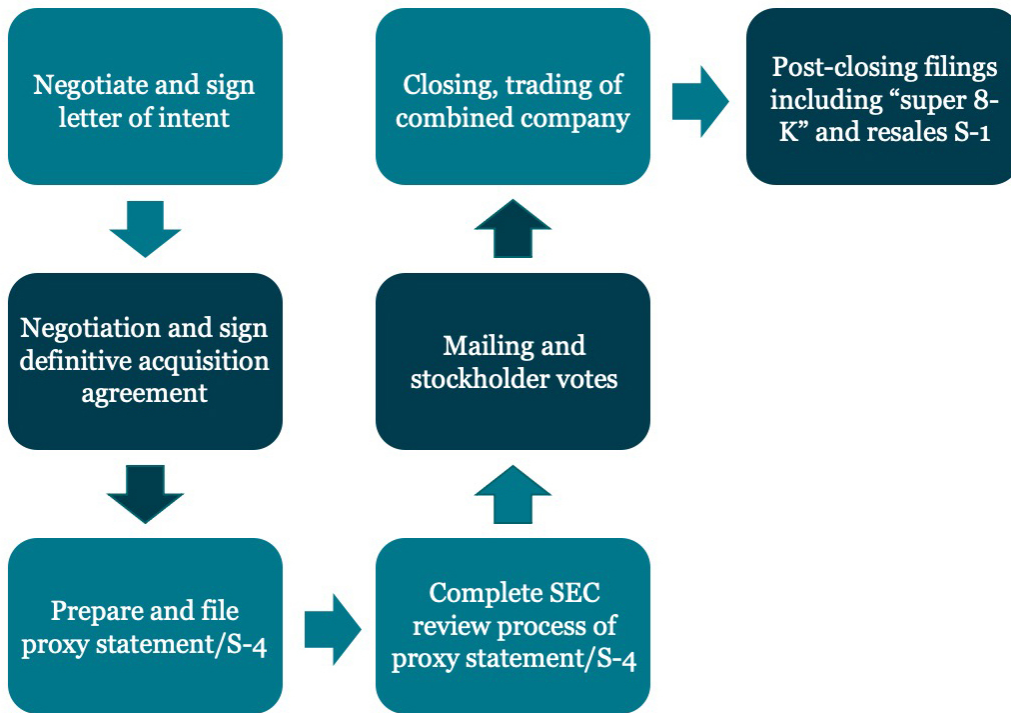 Negotiate and sign
letter of intent
Negotiation and sign
definitive acquisition
agreement
Prepare and file
proxy statement/S-4
Complete SEC
review process of
proxy statement/S-4
Mailing and
stockholder votes
Closing, trading of
combined company
Post-closing filings
including “super 8-
K” and resales S-1